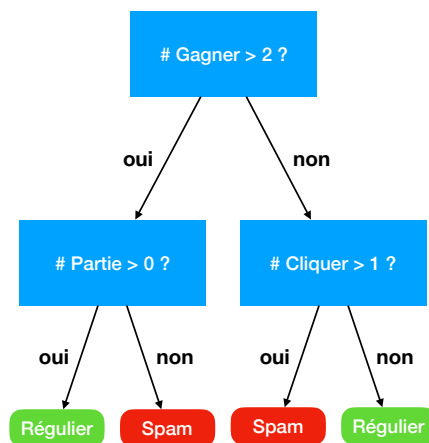 # Gagner > 2 ?
oui
non
# Partie > 0 ?
# Cliquer > 1 ?
oui
non
oui
non
Régulier
Spam
Spam
Régulier